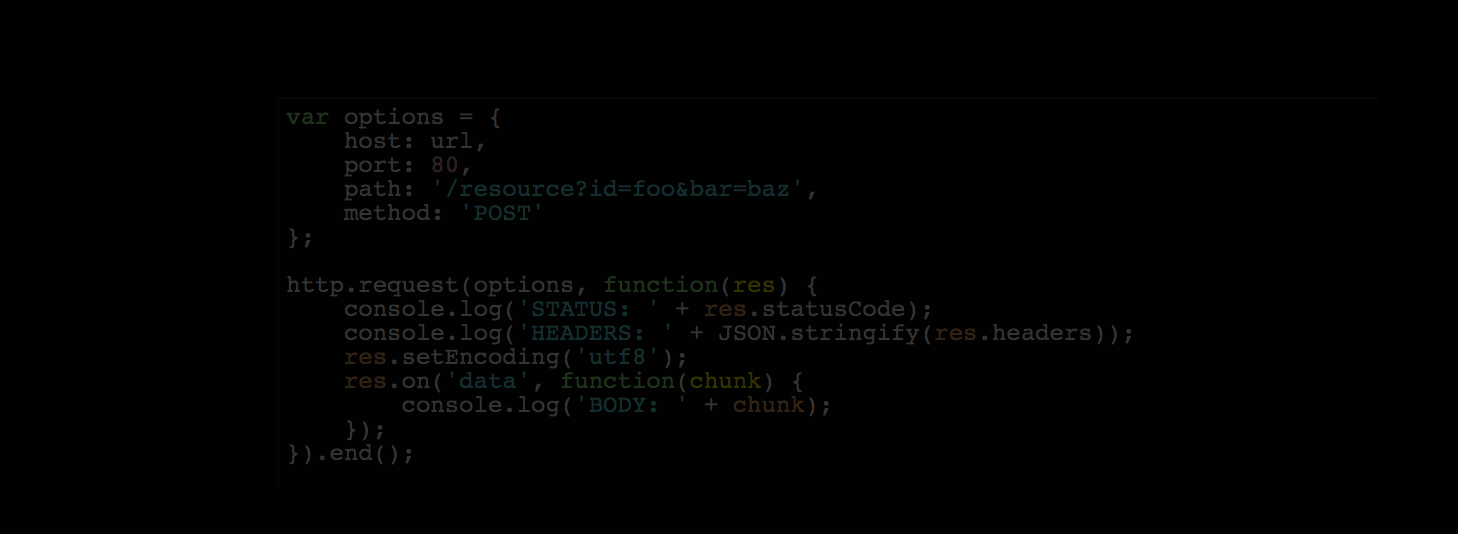 var options = {
    host: url,
    port: 80,
    path: '/resource?id=foo&bar=baz',
    method: 'POST'
};

http.request(options, function(res) {
    console.log('STATUS: ' + res.statusCode);
    console.log('HEADERS: ' + JSON.stringify(res.headers));
    res.setEncoding('utf8');
    res.on('data', function(chunk) {
        console.log('BODY: ' + chunk);
    });
}).end();